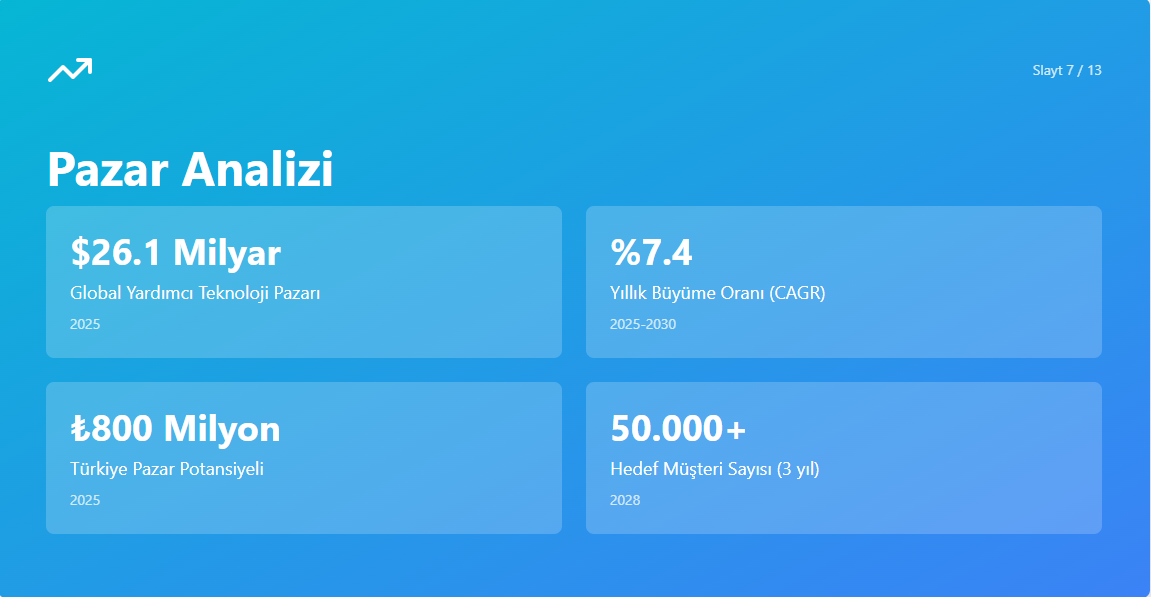 Slayt 7 / 13
Pazar Analizi
$26.1 Milyar
Global Yardımcı Teknoloji Pazarı
2025
%7.4
Yıllık Büyüme Oranı (CAGR)
2025-2030
₺800 Milyon
Türkiye Pazar Potansiyeli
2025
50.000+
Hedef Müşteri Sayısı (3 yıl)
2028